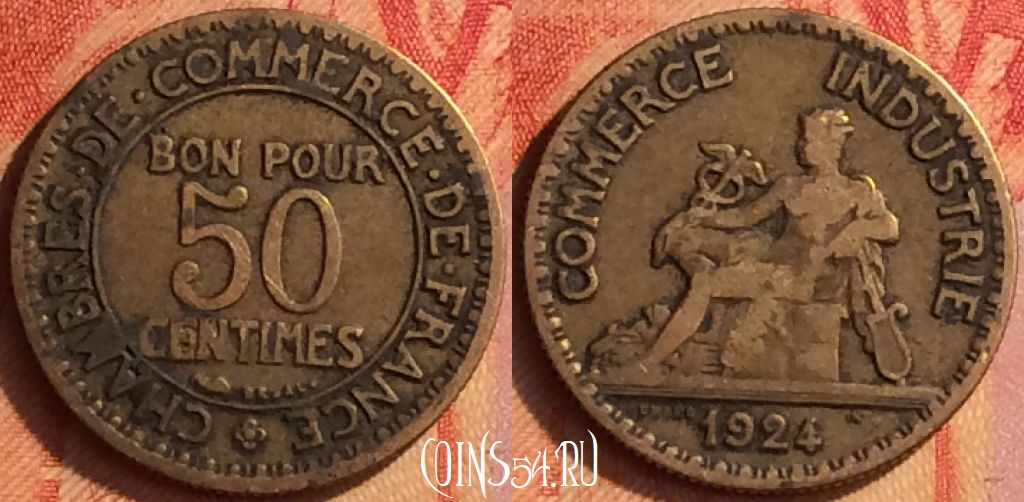 CHAMBRES·DE·COMMERCE·DE·FRANCE
BON POUR
50
CENTIMES
COMMERCE INDUSTRIE
1924
COINS54.RU